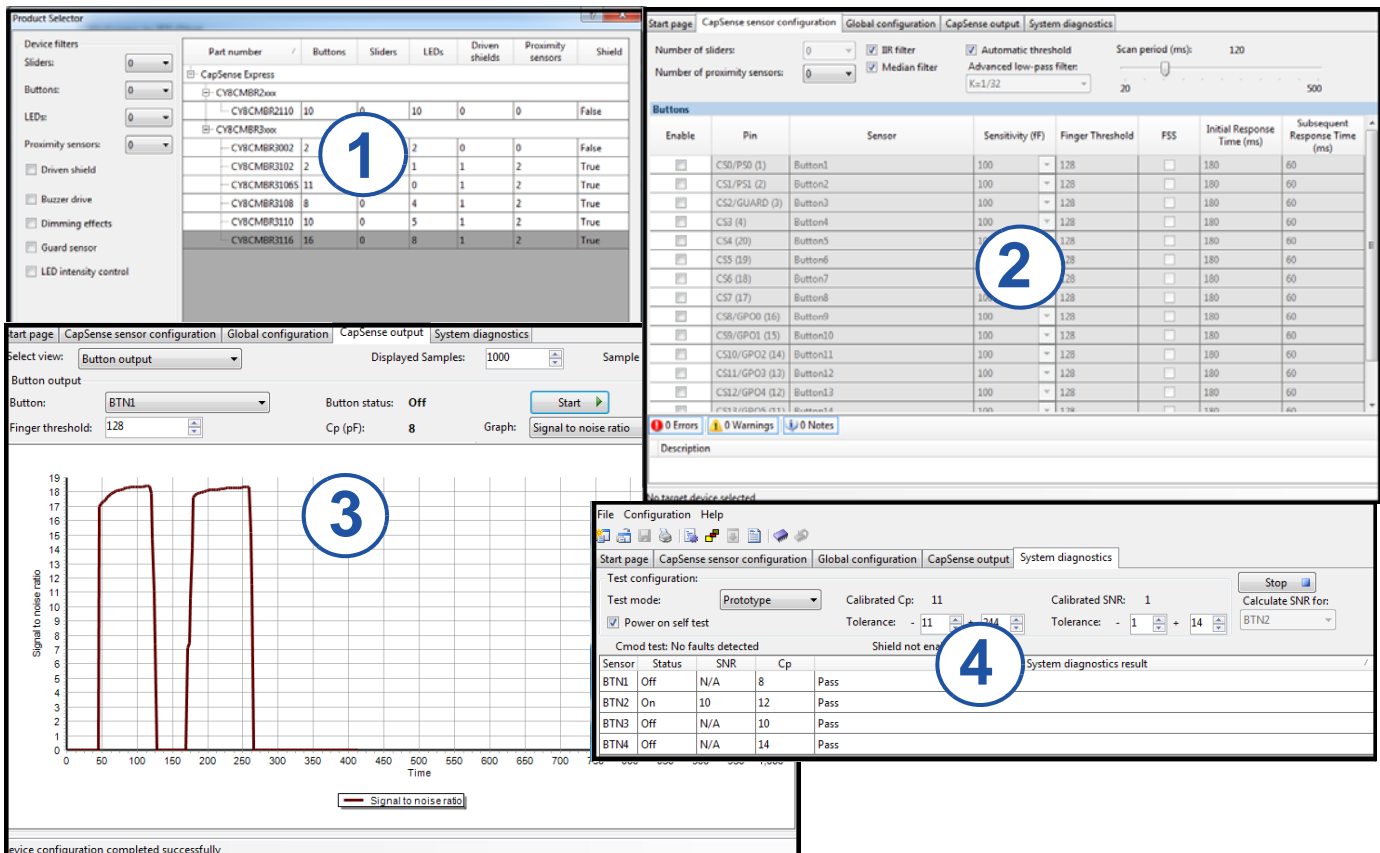 Product Selector
Device filters
Sliders: 0
Buttons: 0
LEDs: 0
Proximity sensors: 0
Driven shield
Buzzer drive
Dimming effects
Guard sensor
LED intensity control
Part number Buttons Sliders LEDs Driven shields Proximity sensors Shield
CapSense Express
CY8CMBR2xxx
CY8CMBR2110 10 0 10 0 0 False
CY8CMBR3xxx
CY8CMBR3002 2 2 0 0 False
CY8CMBR3102 2 1 1 2 True
CY8CMBR3106S 11 0 1 2 True
CY8CMBR3108 8 0 4 1 2 True
CY8CMBR3110 10 0 5 1 2 True
CY8CMBR3116 16 0 8 1 2 True
1
Start page CapSense sensor configuration Global configuration CapSense output System diagnostics
Number of sliders: 0 IIR filter Automatic threshold Scan period (ms): 120
Number of proximity sensors: 0 Median filter Advanced low-pass filter:
K=1/32 20 500
Buttons
Enable Pin Sensor Sensitivity (fF) Finger Threshold FSS Initial Response Time (ms) Subsequent Response Time (ms)
CS0/PS0 (1) Button1 100 128 180 60
CS1/PS1 (2) Button2 100 128 180 60
CS2/GUARD (3) Button3 100 128 180 60
CS3 (4) Button4 100 128 180 60
CS4 (20) Button5 128 180 60
CS5 (19) Button6 128 180 60
CS6 (18) Button7 128 180 60
CS7 (17) Button8 128 180 60
CS8/GPO0 (16) Button9 100 128 180 60
CS9/GPO1 (15) Button10 100 128 180 60
CS10/GPO2 (14) Button11 100 128 180 60
CS11/GPO3 (13) Button12 100 128 180 60
CS12/GPO4 (12) Button13 100 128 180 60
CS13/GPO5 (11) Button14 100 128 180 60
2
0 Errors 0 Warnings 0 Notes
Description
No target device selected
start page CapSense sensor configuration Global configuration CapSense output System diagnostics
Select view: Button output Displayed Samples: 1000 Sample
Button output
Button: BTN1 Button status: Off Start
Finger threshold: 128 Cp (pF): 8 Graph: Signal to noise ratio
3
Signal to noise ratio
19
18
17
16
15
14
13
12
11
10
9
8
7
6
5
4
3
2
1
0
0 50 100 150 200 250 300 350 400 450 500 550 600 650 700
Time
Signal to noise ratio
evice configuration completed successfully
File Configuration Help
Start page CapSense sensor configuration Global configuration CapSense output System diagnostics
Test configuration: Stop
Test mode: Prototype Calibrated Cp: 11 Calibrated SNR: 1 Calculate SNR for:
Power on self test Tolerance: - 11 + 244 Tolerance: - 1 + 14 BTN2
Cmod test: No faults detected Shield not
Sensor Status SNR Cp System diagnostics result
BTN1 Off N/A 8 Pass
BTN2 On 10 12 Pass
BTN3 Off N/A 10 Pass
BTN4 Off N/A 14 Pass
4